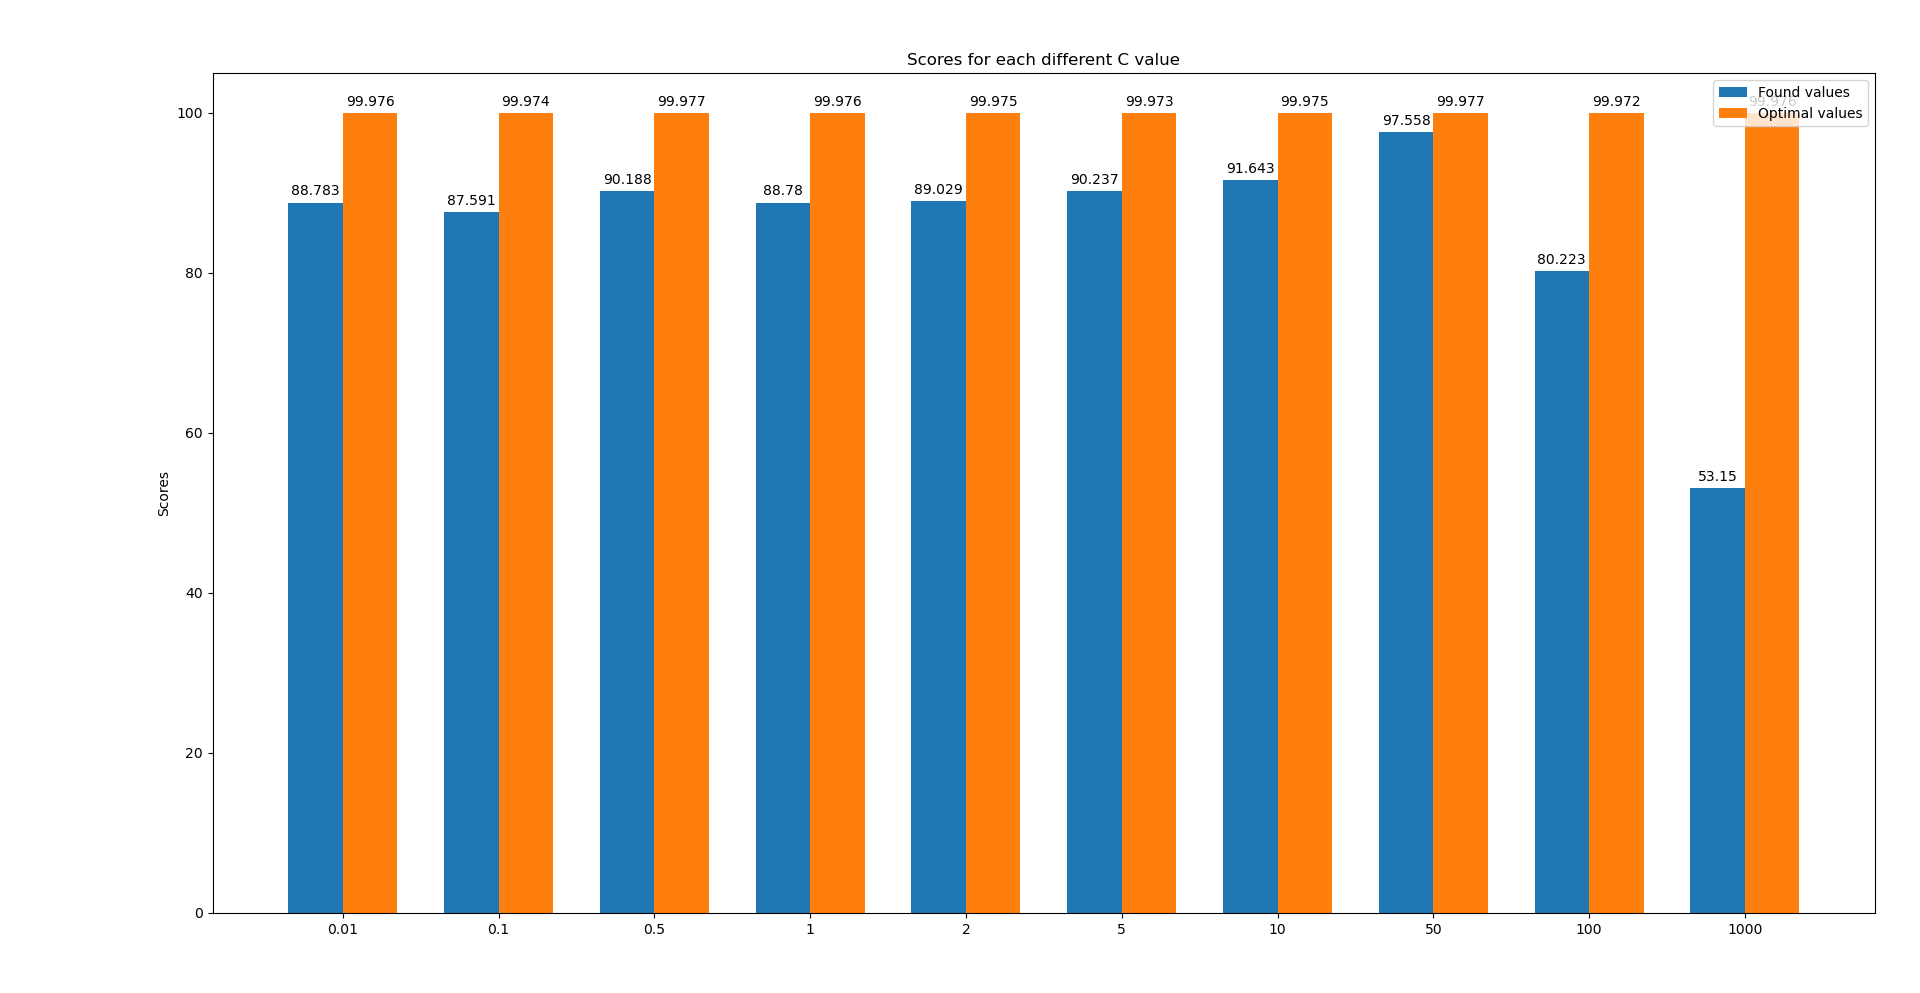 Scores for each different C value
Found values
Optimal values
99.976 99.974 99.977 99.976 99.975 99.973 99.975 99.977 99.972 99.976
88.783 87.591 90.188 88.78 89.029 90.237 91.643 97.558 80.223 53.15
100
80
60
40
20
0
Scores
0.01 0.1 0.5 1 2 5 10 50 100 1000